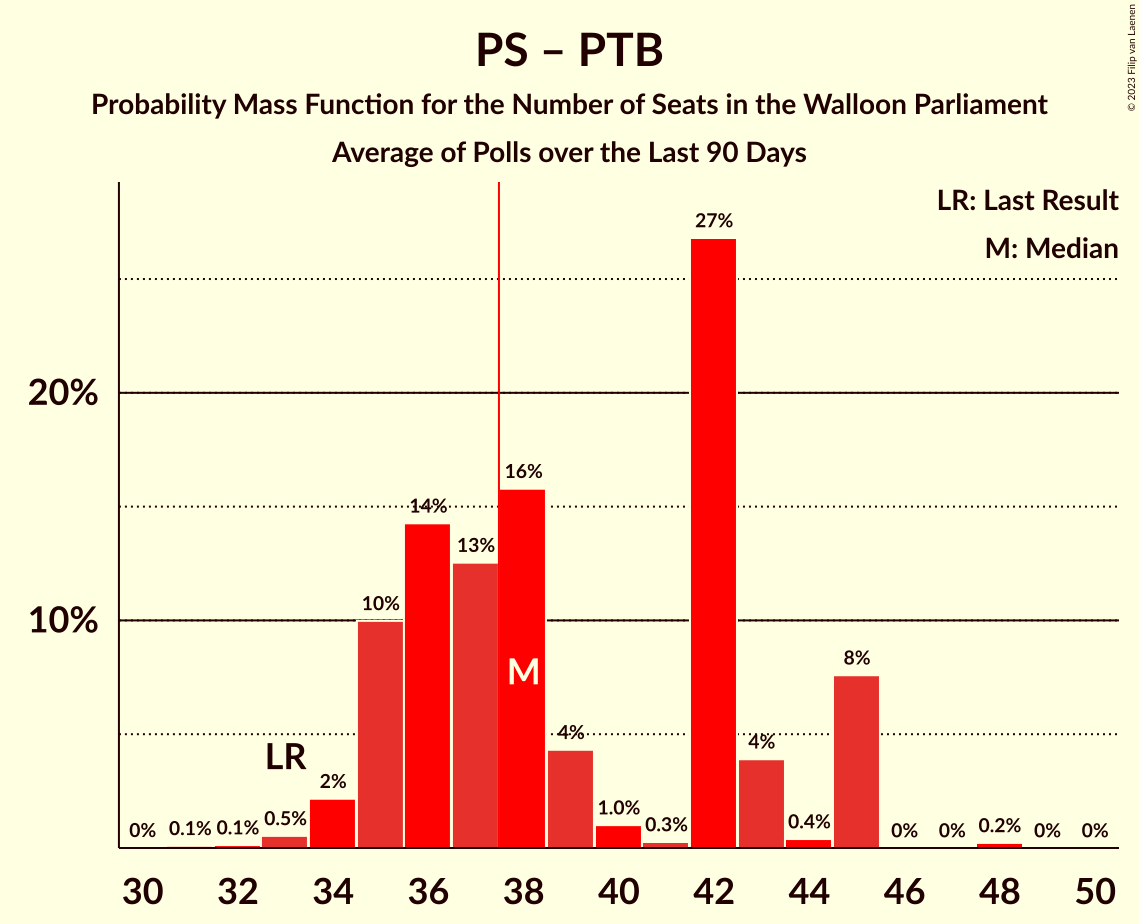 PS – PTB
Probability Mass Function for the Number of Seats in the Walloon Parliament
Average of Polls over the Last 90 Days
© 2023 Filip van Laenen
LR: Last Result
M: Median
27%
20%
16%
14%
13%
10%
10%
8%
M
4%
4%
LR
2%
0% 0.1% 0.1% 0.5% 1.0% 0.3% 0.4% 0% 0% 0.2% 0% 0%
30 32 34 36 38 40 42 44 46 48 50